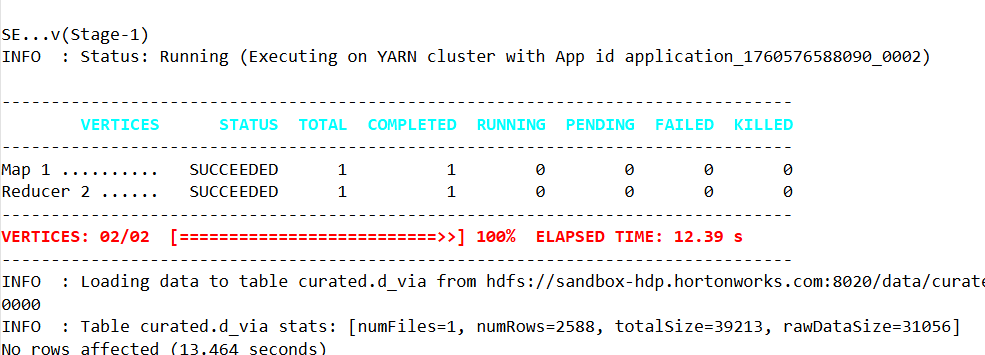 SE...v(Stage-1)
INFO  : Status: Running (Executing on YARN cluster with App id application_1760576588090_0002)
--------------------------------------------------------------------------------
        VERTICES      STATUS  TOTAL  COMPLETED  RUNNING  PENDING  FAILED  KILLED
--------------------------------------------------------------------------------
Map 1 ..........   SUCCEEDED      1          1        0        0       0       0
Reducer 2 ......   SUCCEEDED      1          1        0        0       0       0
--------------------------------------------------------------------------------
VERTICES: 02/02  [==========================>>] 100%  ELAPSED TIME: 12.39 s
--------------------------------------------------------------------------------
INFO  : Loading data to table curated.d_via from hdfs://sandbox-hdp.hortonworks.com:8020/data/curate
0000
INFO  : Table curated.d_via stats: [numFiles=1, numRows=2588, totalSize=39213, rawDataSize=31056]
No rows affected (13.464 seconds)